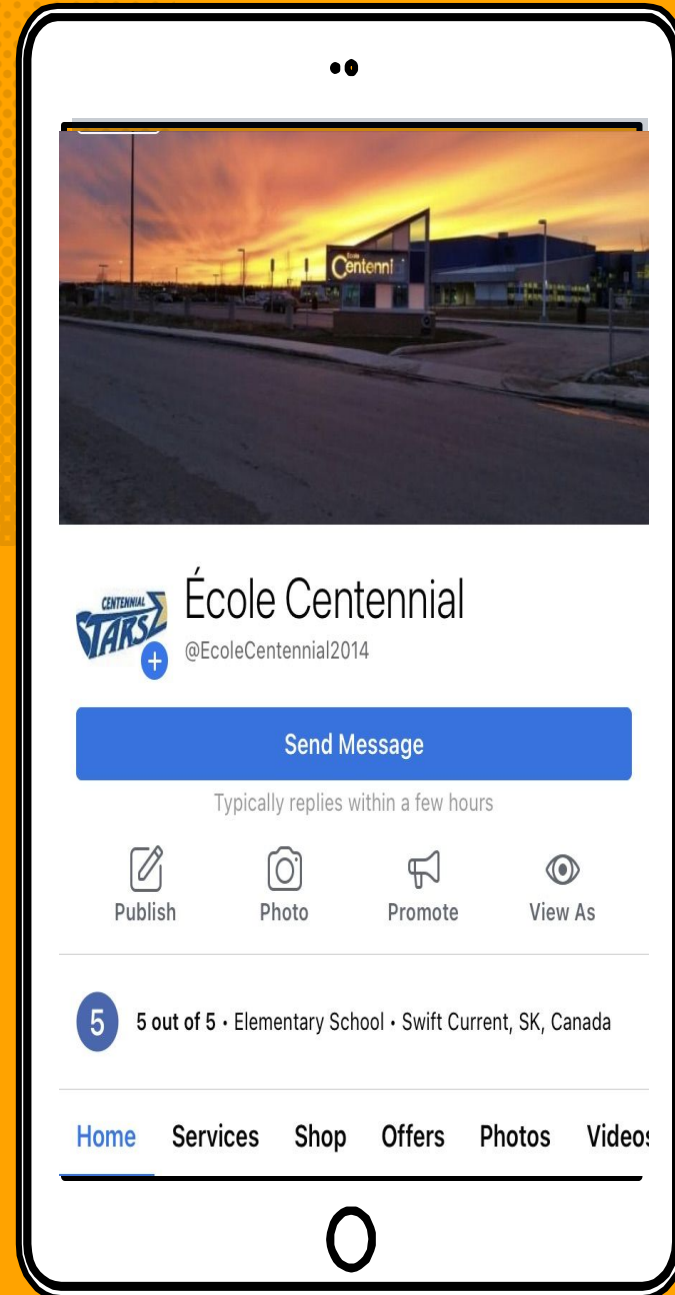 École
Centenni
CENTENNIAL
STARS
École Centennial
@EcoleCentennial2014
Send Message
Typically replies within a few hours
Publish Photo Promote View As
5 5 out of 5 · Elementary School · Swift Current, SK, Canada
Home Services Shop Offers Photos Videos